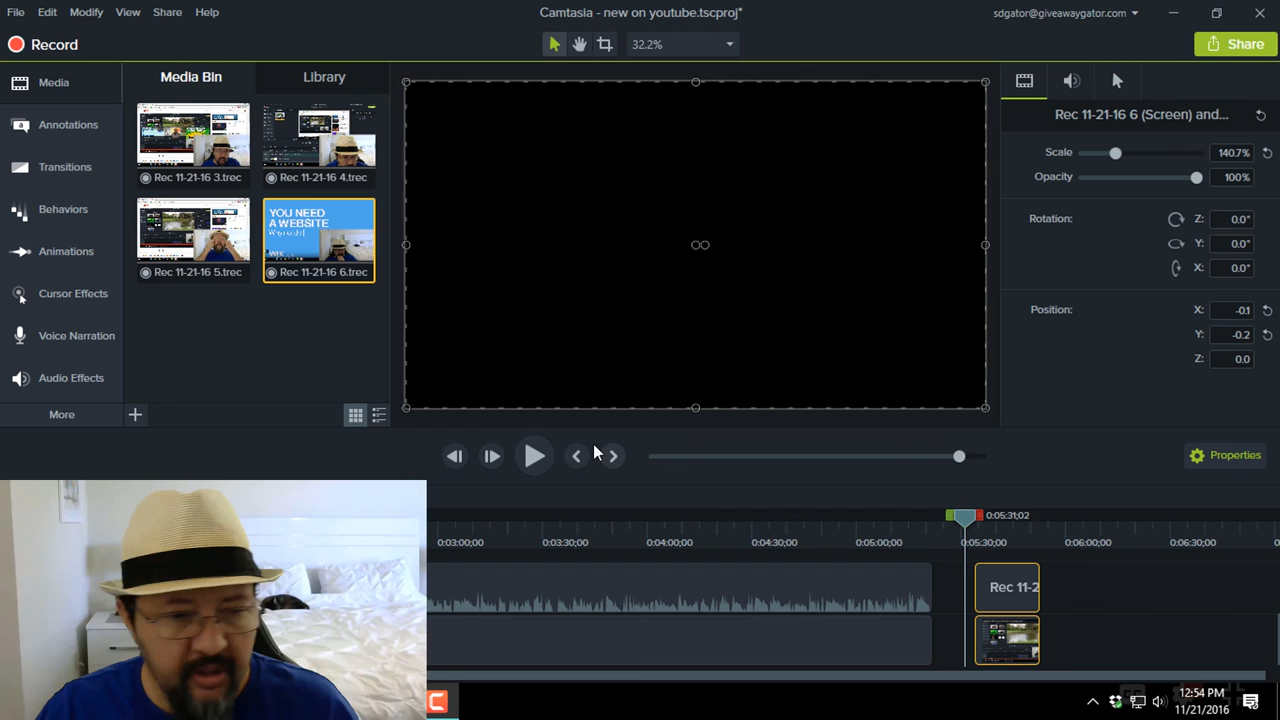 File Edit Modify View Share Help
Camtasia - new on youtube.tscproj*
sdgator@giveawaygator.com
Record
32.2%
Share
Media
Annotations
Transitions
Behaviors
Animations
Cursor Effects
Voice Narration
Audio Effects
More
Media Bin
Library
Rec 11-21-16 3.trec
Rec 11-21-16 4.trec
YOU NEED
A WEBSITE
Rec 11-21-16 5.trec
Rec 11-21-16 6.trec
Rec 11-21-16 6 (Screen) and...
Scale 140.7%
Opacity 100%
Rotation: Z: 0.0°
Y: 0.0°
X: 0.0°
Position: X: -0.1
Y: -0.2
Z: 0.0
Properties
0:05:31;02
0:03:00;00 0:03:30;00 0:04:00;00 0:04:30;00 0:05:00;00 0:05:30;00 0:06:00;00 0:06:30;00
Rec 11-2
12:54 PM
11/21/2016